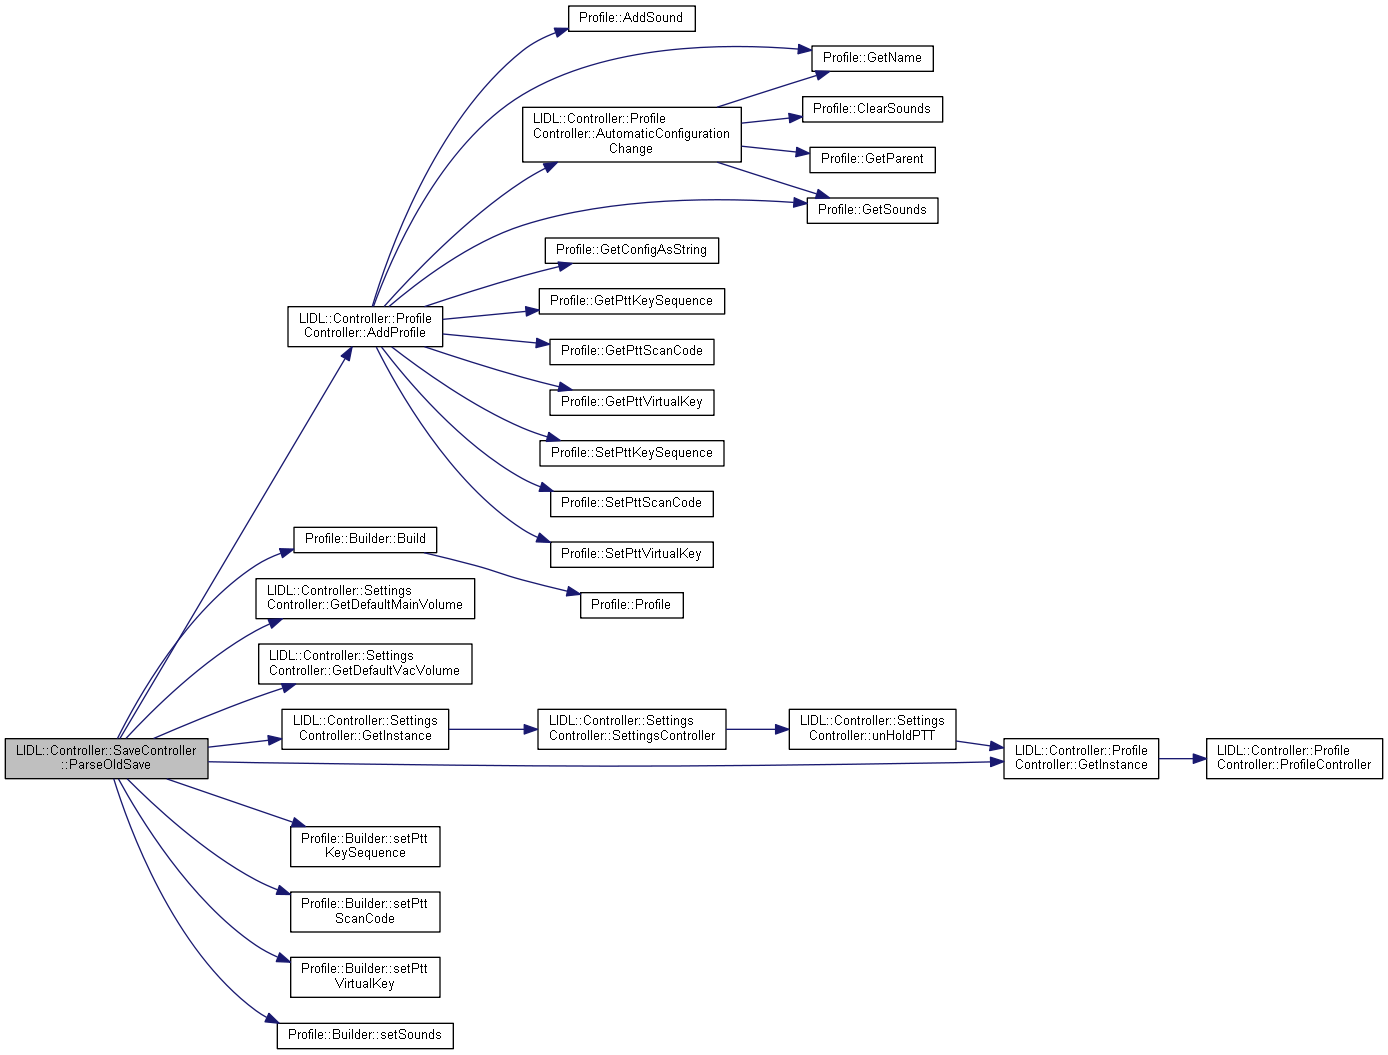 Profile::AddSound
Profile::GetName
LIDL::Controller::Profile
Controller::AutomaticConfiguration
Change
Profile::ClearSounds
Profile::GetParent
Profile::GetSounds
Profile::GetConfigAsString
Profile::GetPttKeySequence
LIDL::Controller::Profile
Controller::AddProfile
Profile::GetPttScanCode
Profile::GetPttVirtualKey
Profile::SetPttKeySequence
Profile::SetPttScanCode
Profile::SetPttVirtualKey
Profile::Builder::Build
Profile::Profile
LIDL::Controller::Settings
Controller::GetDefaultMainVolume
LIDL::Controller::Settings
Controller::GetDefaultVacVolume
LIDL::Controller::Settings
Controller::GetInstance
LIDL::Controller::Settings
Controller::SettingsController
LIDL::Controller::Settings
Controller::unHoldPTT
LIDL::Controller::Profile
Controller::GetInstance
LIDL::Controller::Profile
Controller::ProfileController
LIDL::Controller::SaveController
::ParseOldSave
Profile::Builder::setPtt
KeySequence
Profile::Builder::setPtt
ScanCode
Profile::Builder::setPtt
VirtualKey
Profile::Builder::setSounds